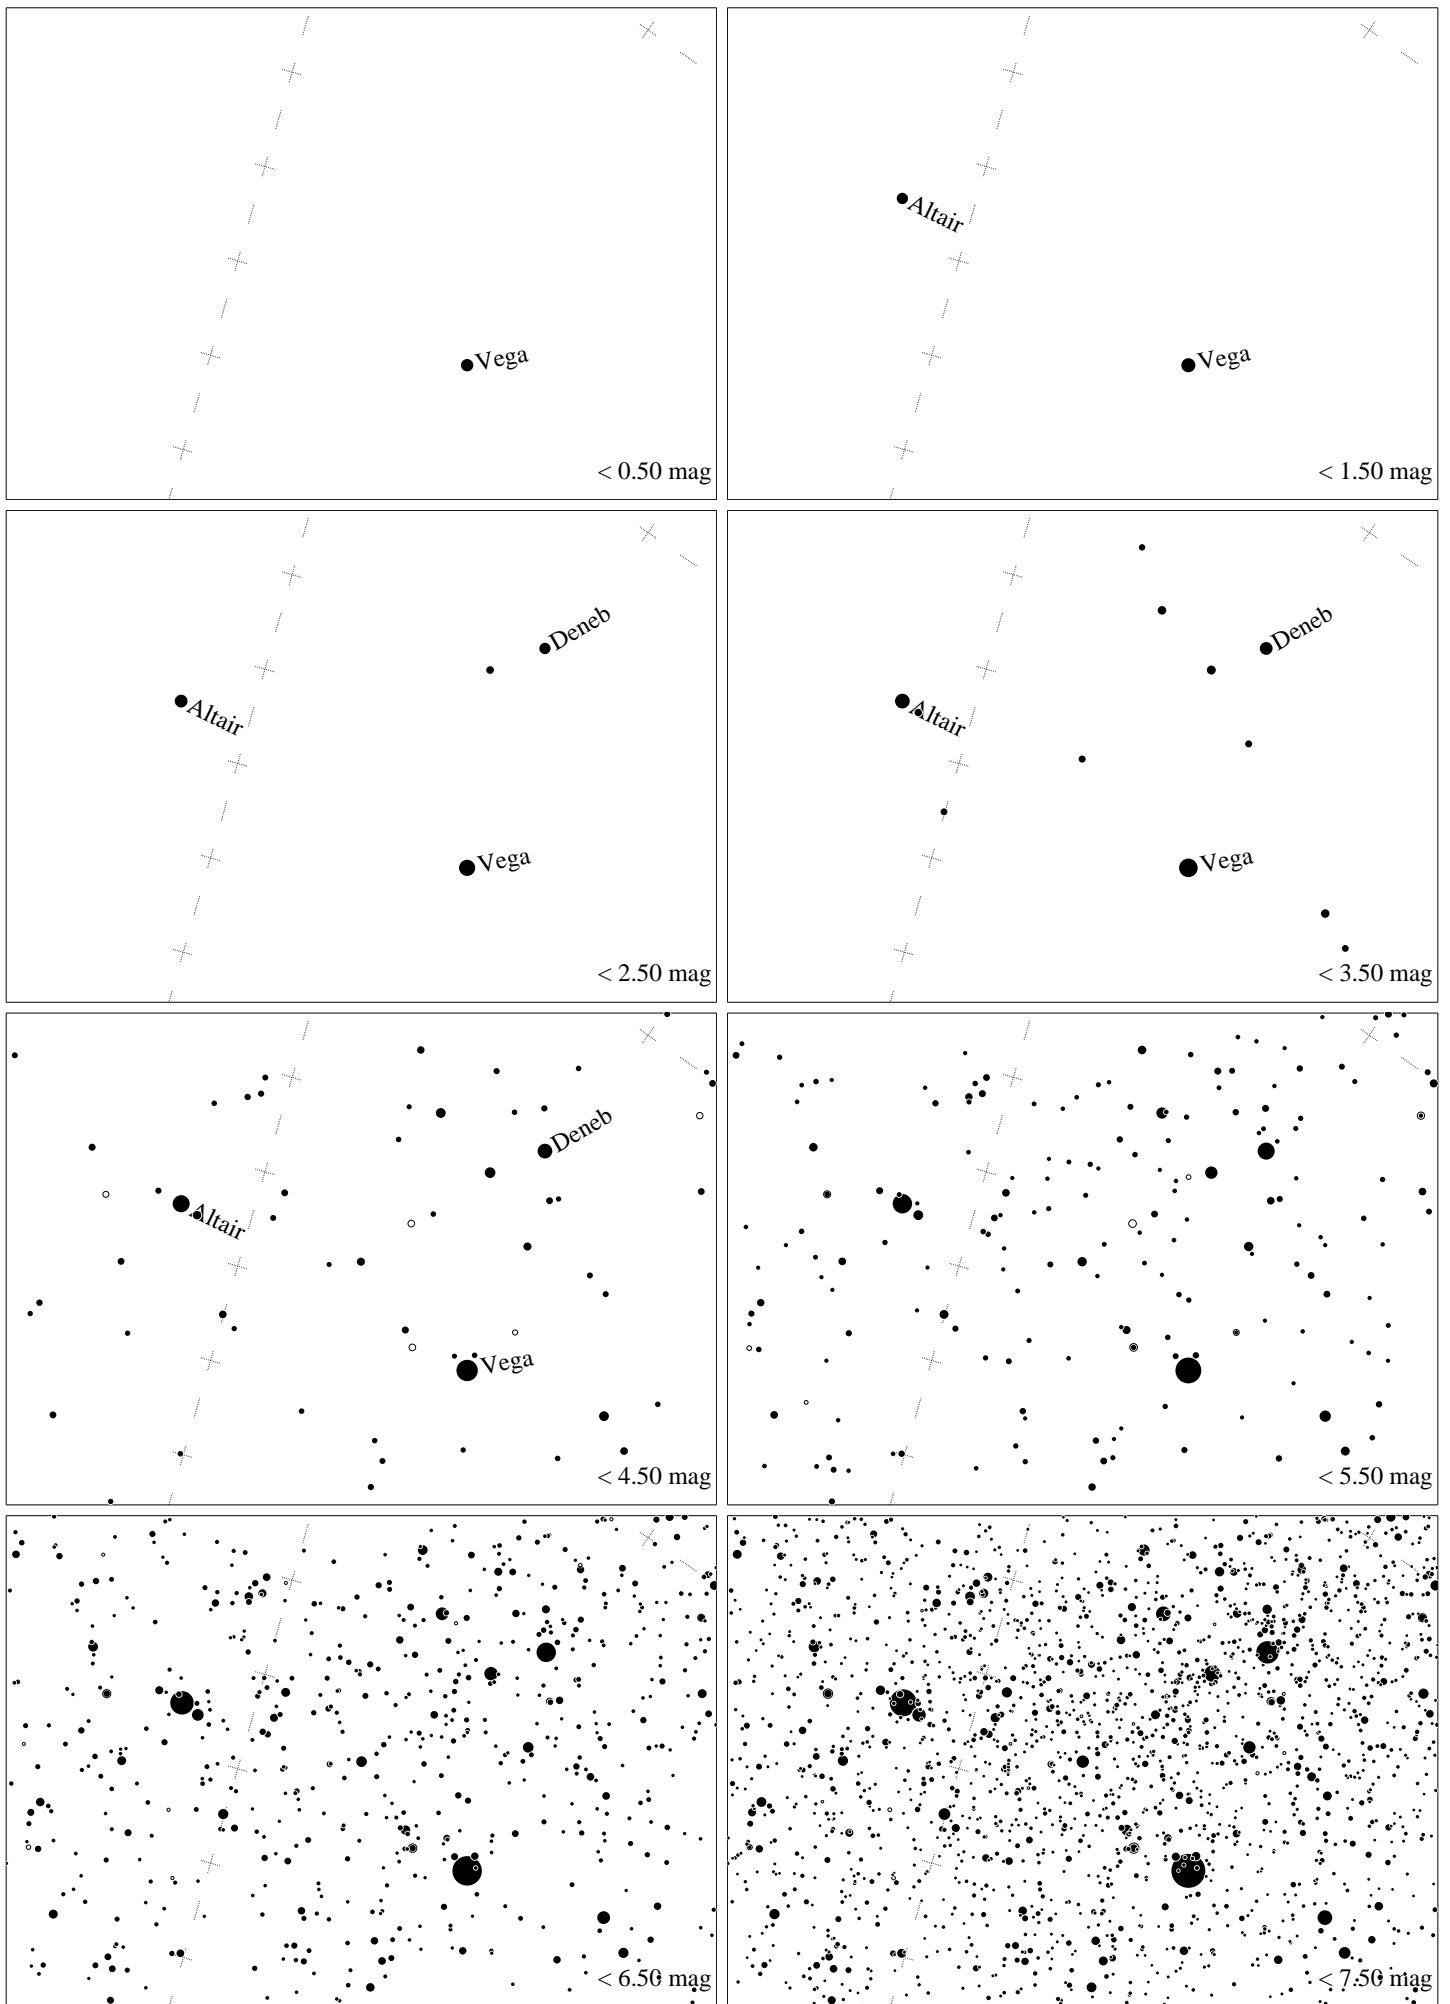 Vega
< 0.50 mag
Altair
Vega
< 1.50 mag
Deneb
Altair
Vega
< 2.50 mag
Deneb
Altair
Vega
< 3.50 mag
Deneb
Altair
Vega
< 4.50 mag
< 5.50 mag
< 6.50 mag
< 7.50 mag